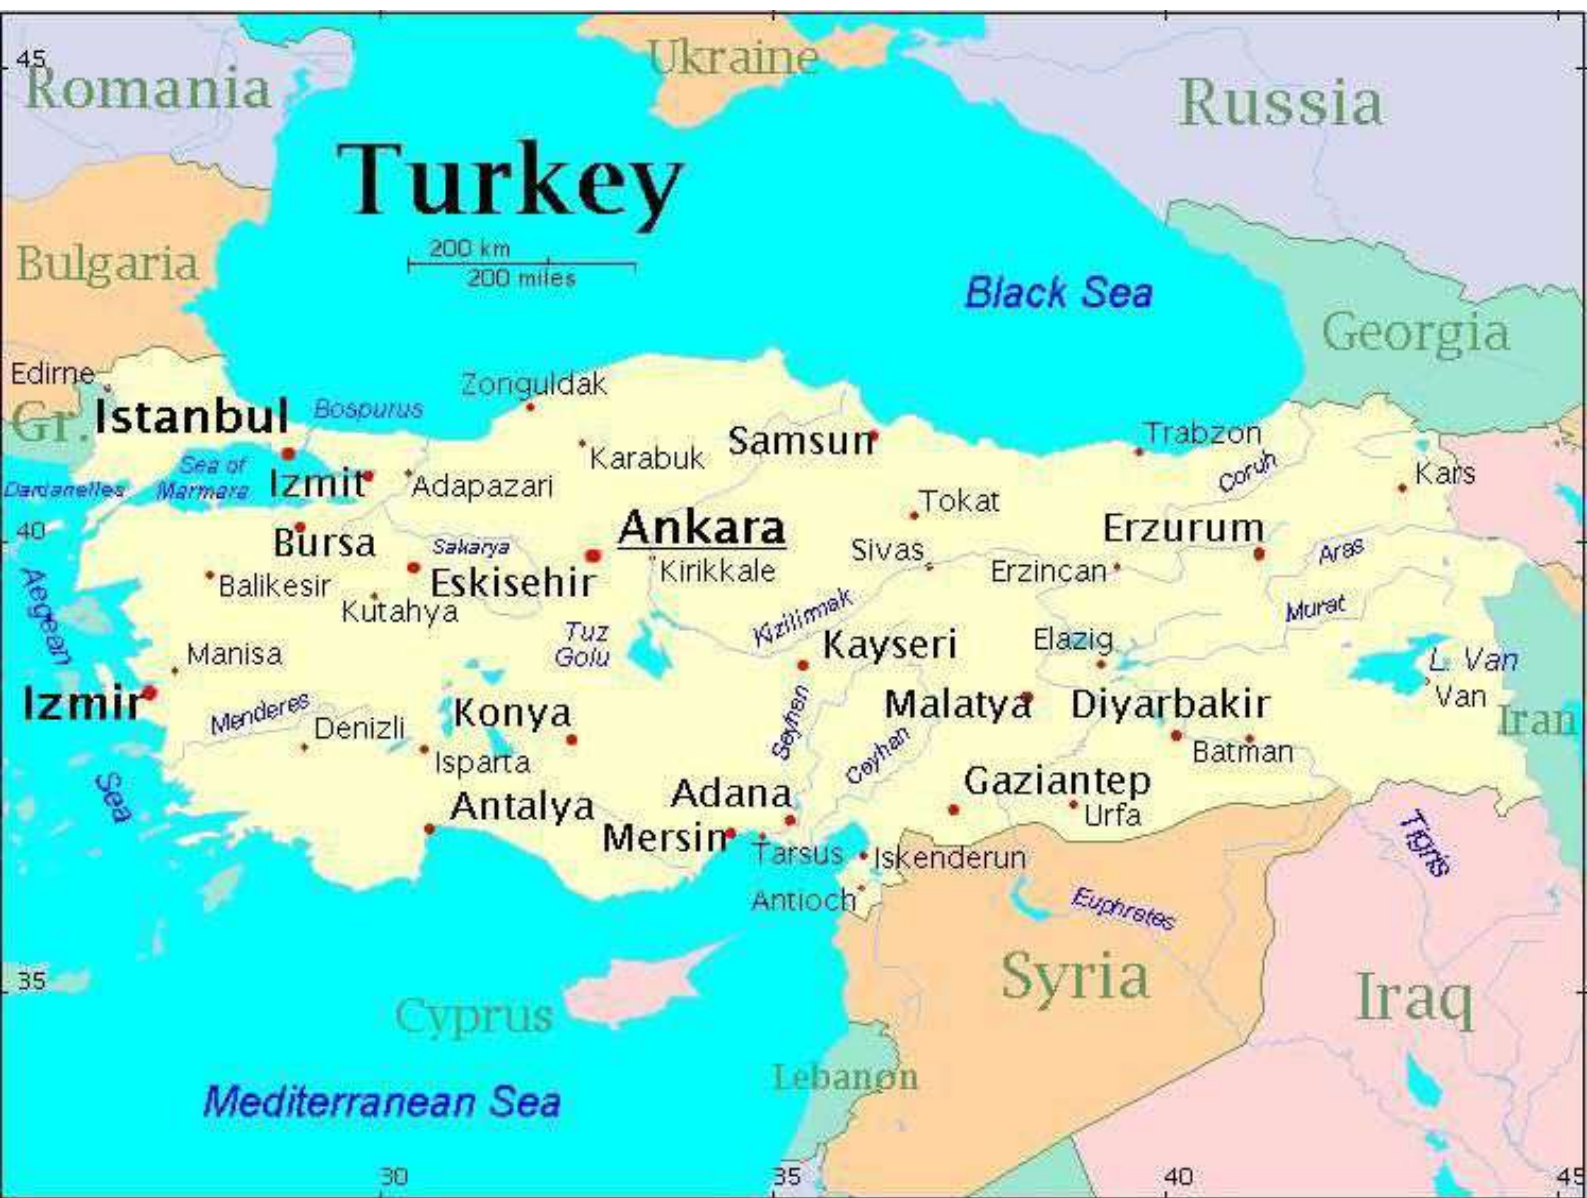 45
Romania
Ukraine
Russia
Turkey
200 km
200 miles
Bulgaria
Black Sea
Georgia
Edirne
Zonguldak
Gr.
Istanbul
Bospurus
Samsun
Trabzon
Karabuk
Sea of
Marmara
Dardanelles
Izmit
Adapazari
Coruh
Kars
Tokat
40
Ankara
Erzurum
Bursa
Sakarya
Sivas
Aras
Eskisehir
Kirikkale
Erzincan
Balikesir
Kutahya
Aegean
Sea
Kizilirmak
Murat
Tuz
Golu
Kayseri
Elazig
Manisa
L. Van
Van
Izmir
Menderes
Konya
Seyhen
Malatya
Diyarbakir
Iran
Denizli
Ceyhan
Batman
Isparta
Antalya
Adana
Gaziantep
Urfa
Mersin
Tarsus
Iskenderun
Tigris
Antioch
Euphretes
35
Syria
Iraq
Cyprus
Lebanon
Mediterranean Sea
30
35
40
45